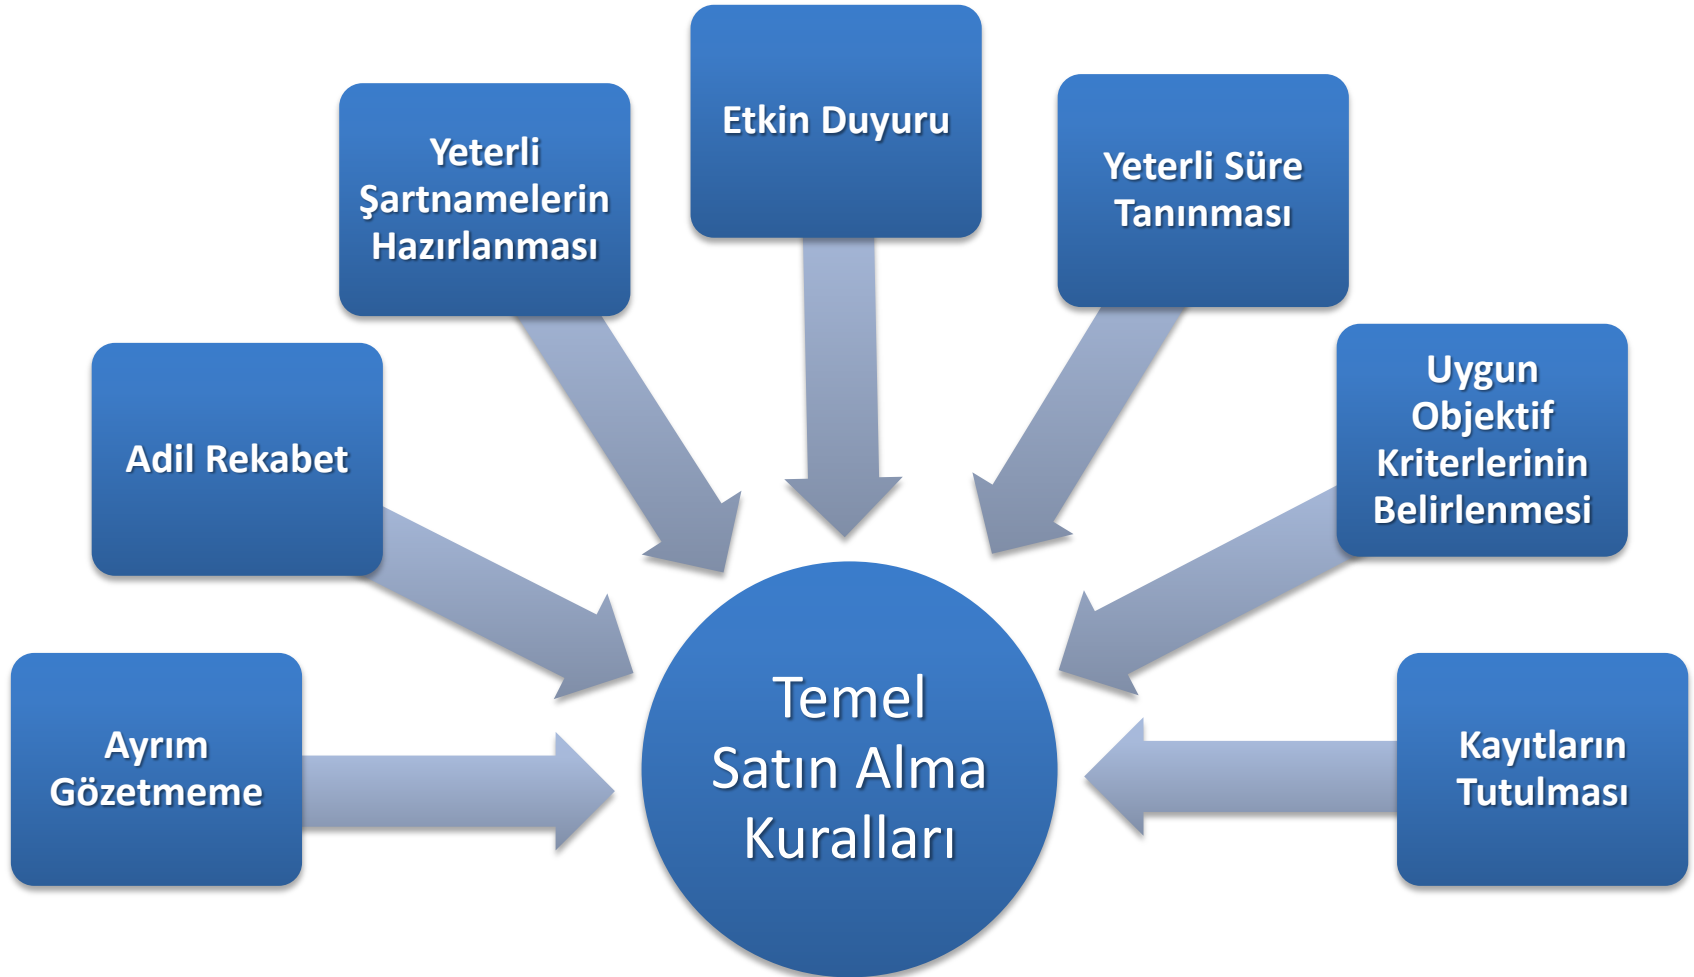 Etkin Duyuru
Yeterli
Şartnamelerin
Hazırlanması
Yeterli Süre
Tanınması
Adil Rekabet
Uygun
Objektif
Kriterlerinin
Belirlenmesi
Ayrım
Gözetmeme
Temel
Satın Alma
Kuralları
Kayıtların
Tutulması